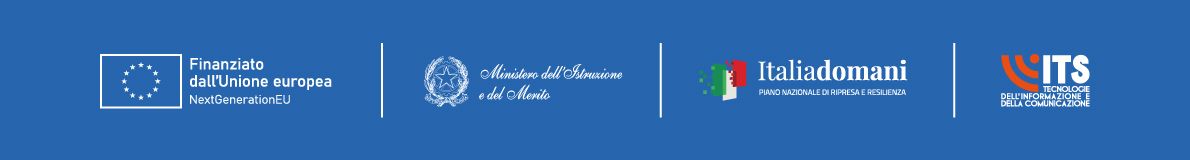 Finanziato
dall'Unione europea
NextGenerationEU
Ministero dell'Istruzione
e del Merito
Italiadomani
PIANO NAZIONALE DI RIPRESA E RESILIENZA
ITS
TECNOLOGIE
DELL'INFORMAZIONE E
DELLA COMUNICAZIONE